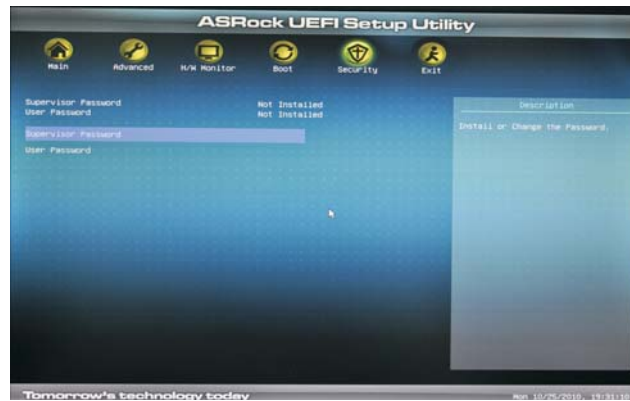 ASRock UEFI Setup Utility
Main Advanced H/W Monitor Boot Security Exit
Supervisor Password Not Installed
User Password Not Installed
Supervisor Password
User Password
Description
Install or Change the Password.
Tomorrow's technology today
Mon 10/25/2010, 19:31:10